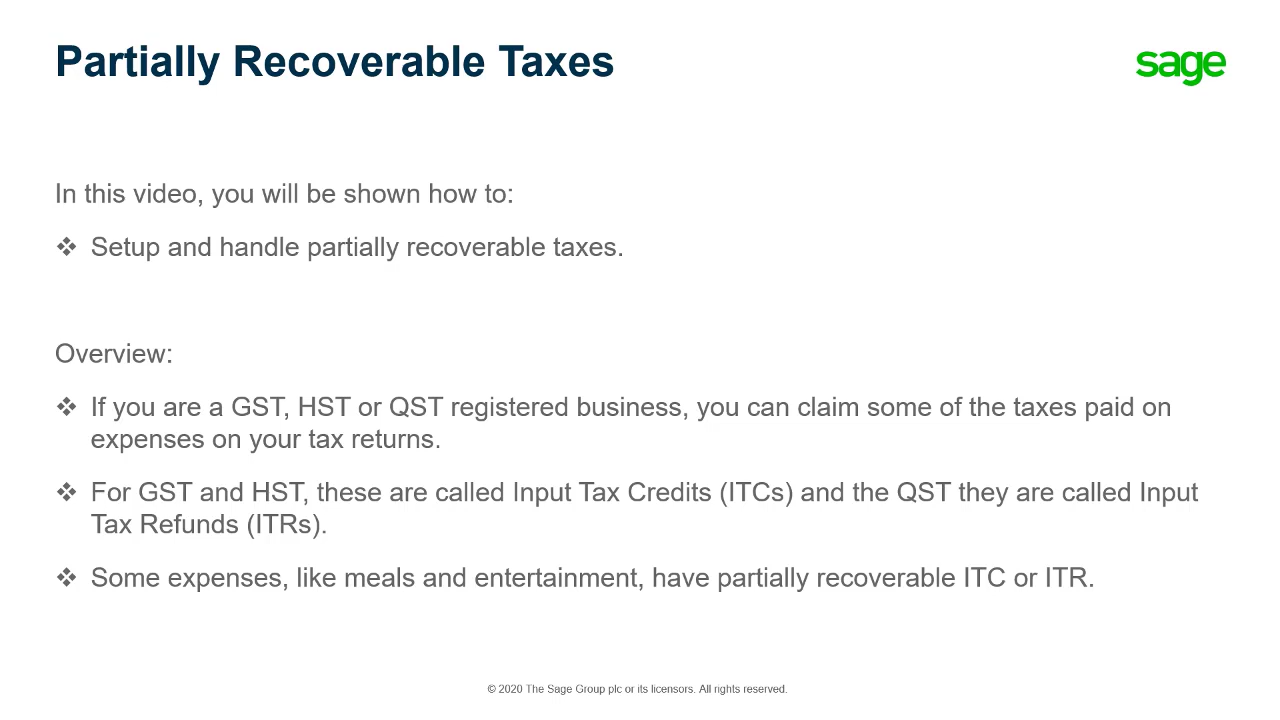 Partially Recoverable Taxes
sage
In this video, you will be shown how to:
❖ Setup and handle partially recoverable taxes.
Overview:
❖ If you are a GST, HST or QST registered business, you can claim some of the taxes paid on
expenses on your tax returns.
❖ For GST and HST, these are called Input Tax Credits (ITCs) and the QST they are called Input
Tax Refunds (ITRs).
❖ Some expenses, like meals and entertainment, have partially recoverable ITC or ITR.
© 2020 The Sage Group plc or its licensors. All rights reserved.